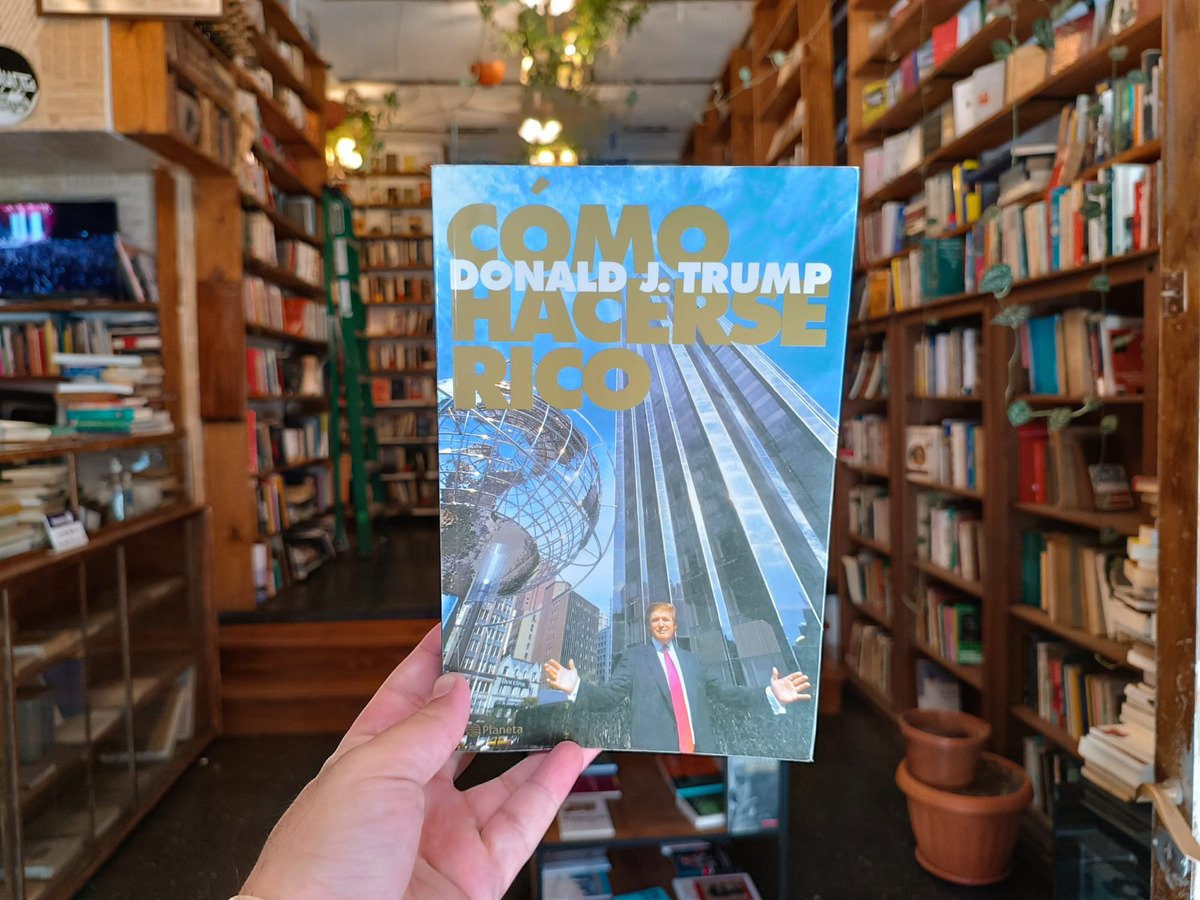 CÓMO
DONALD J. TRUMP
HACERSE
RICO
Planeta